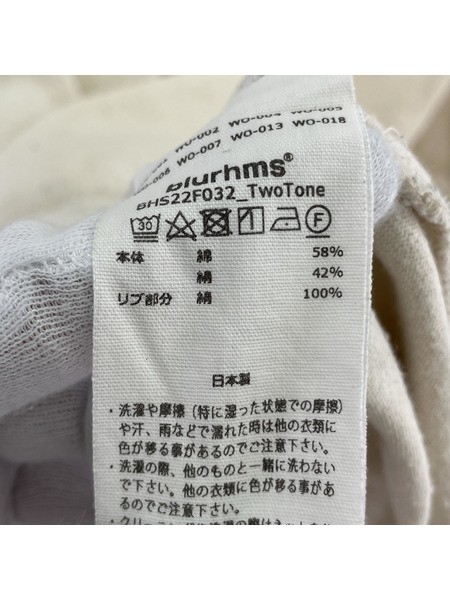 WO-002 WO-004 WO-005
WO-006 WO-007 WO-013 WO-018
blurhms®
BHS22F032_TwoTone
30 F
本体 綿 58%
絹 42%
リブ部分 絹 100%
日本製
・洗濯や摩擦（特に湿った状態での摩擦）
や汗、雨などで濡れた時は他の衣類に
色が移る事があるのでご注意下さい。
・洗濯の際、他のものと一緒に洗わない
で下さい。他の衣類に色が移る事があ
るのでご注意下さい。